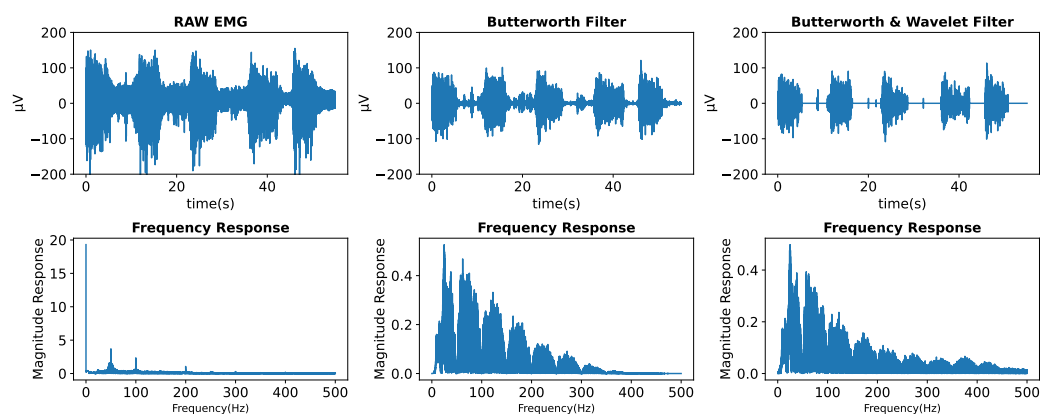 RAW EMG
200
100
0
−100
−200
μV
0 20 40
time(s)
Butterworth Filter
200
100
0
−100
−200
μV
0 20 40
time(s)
Butterworth & Wavelet Filter
200
100
0
−100
−200
μV
0 20 40
time(s)
Frequency Response
20
15
10
5
0
Magnitude Response
0 100 200 300 400 500
Frequency(Hz)
Frequency Response
0.4
0.2
0.0
Magnitude Response
0 100 200 300 400 500
Frequency(Hz)
Frequency Response
0.4
0.2
0.0
Magnitude Response
0 100 200 300 400 500
Frequency(Hz)